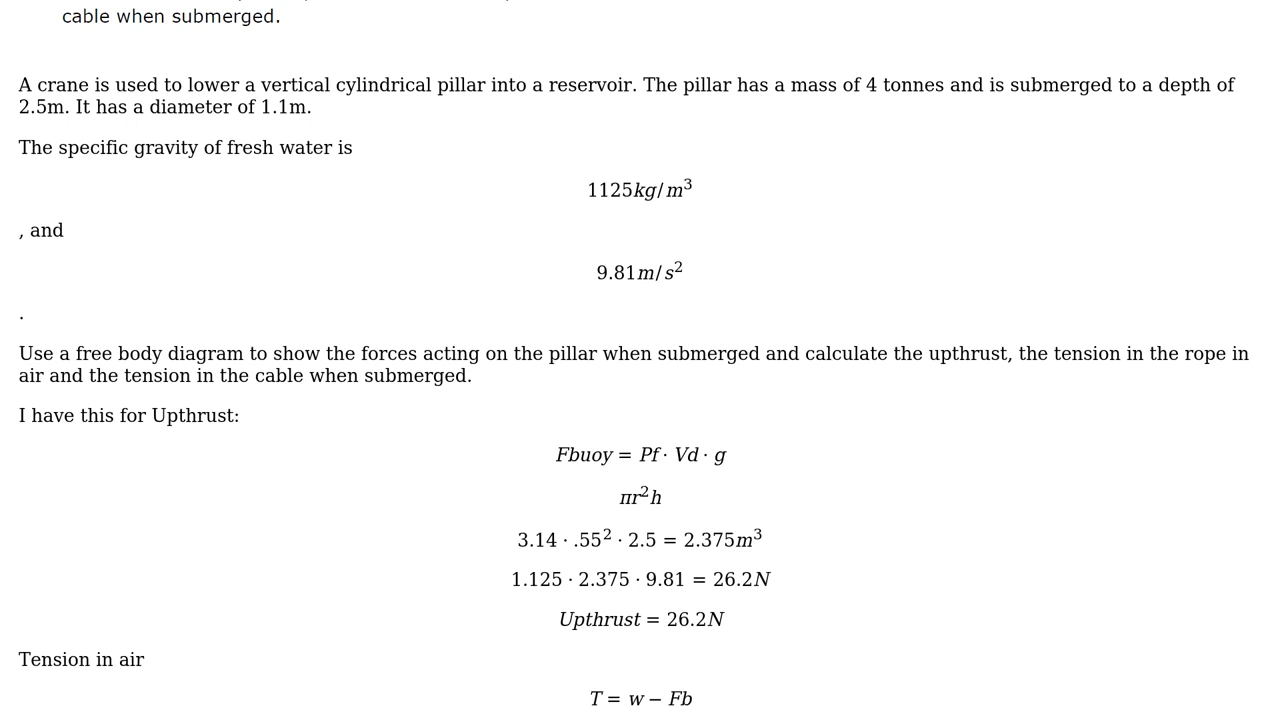 cable when submerged.
A crane is used to lower a vertical cylindrical pillar into a reservoir. The pillar has a mass of 4 tonnes and is submerged to a depth of
2.5m. It has a diameter of 1.1m.
The specific gravity of fresh water is
1125kg/m³
, and
9.81m/s²
.
Use a free body diagram to show the forces acting on the pillar when submerged and calculate the upthrust, the tension in the rope in
air and the tension in the cable when submerged.
I have this for Upthrust:
Fbuoy = Pf · Vd · g
πr²h
3.14 · .55² · 2.5 = 2.375m³
1.125 · 2.375 · 9.81 = 26.2N
Upthrust = 26.2N
Tension in air
T = w − Fb